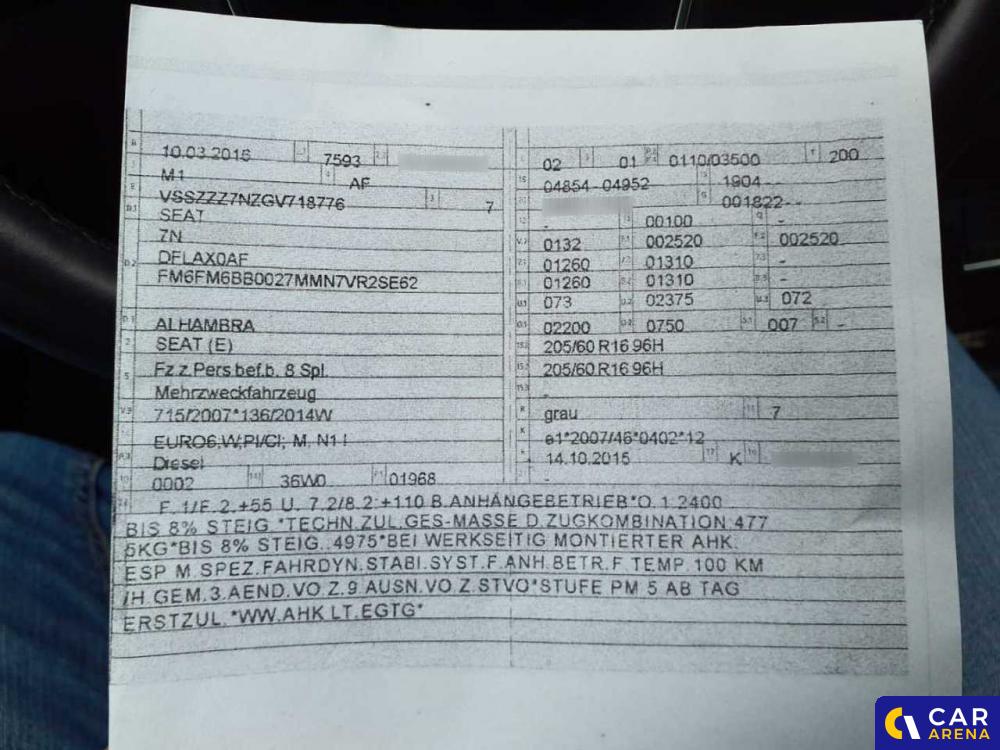 10.03.2016 7593
M1 AF
VSSZZZ7NZGV718776 7
SEAT
7N
DFLAX0AF
FM6FM6BB0027MMN7VR2SE62
ALHAMBRA
SEAT (E)
Fz.z.Pers.bef.b. 8 Spl.
Mehrzweckfahrzeug
715/2007*136/2014W
EURO6;W;PI/CI; M, N1 I
Diesel
0002 36W0 01968
02 01 0110/03500 200
04854-04952 1904--
001822--
- 00100 -
0132 002520 002520
01260 01310 -
01260 01310 -
073 02375 072
02200 0750 007 -
205/60 R16 96H
205/60 R16 96H
-
grau 7
e1*2007/46*0402*12
14.10.2015 K
-
F.1/F.2.+55 U. 7.2/8.2:+110 B.ANHÄNGEBETRIEB*O.1:2400
BIS 8% STEIG.*TECHN.ZUL.GES-MASSE D.ZUGKOMBINATION:477
5KG*BIS 8% STEIG.:4975*BEI WERKSEITIG MONTIERTER AHK:
ESP M.SPEZ.FAHRDYN.STABI.SYST.F.ANH.BETR.F.TEMP.100 KM
/H.GEM.3.AEND.VO.Z.9.AUSN.VO.Z.STVO*STUFE PM 5 AB TAG
ERSTZUL.*WW.AHK LT.EGTG*
CAR
ARENA